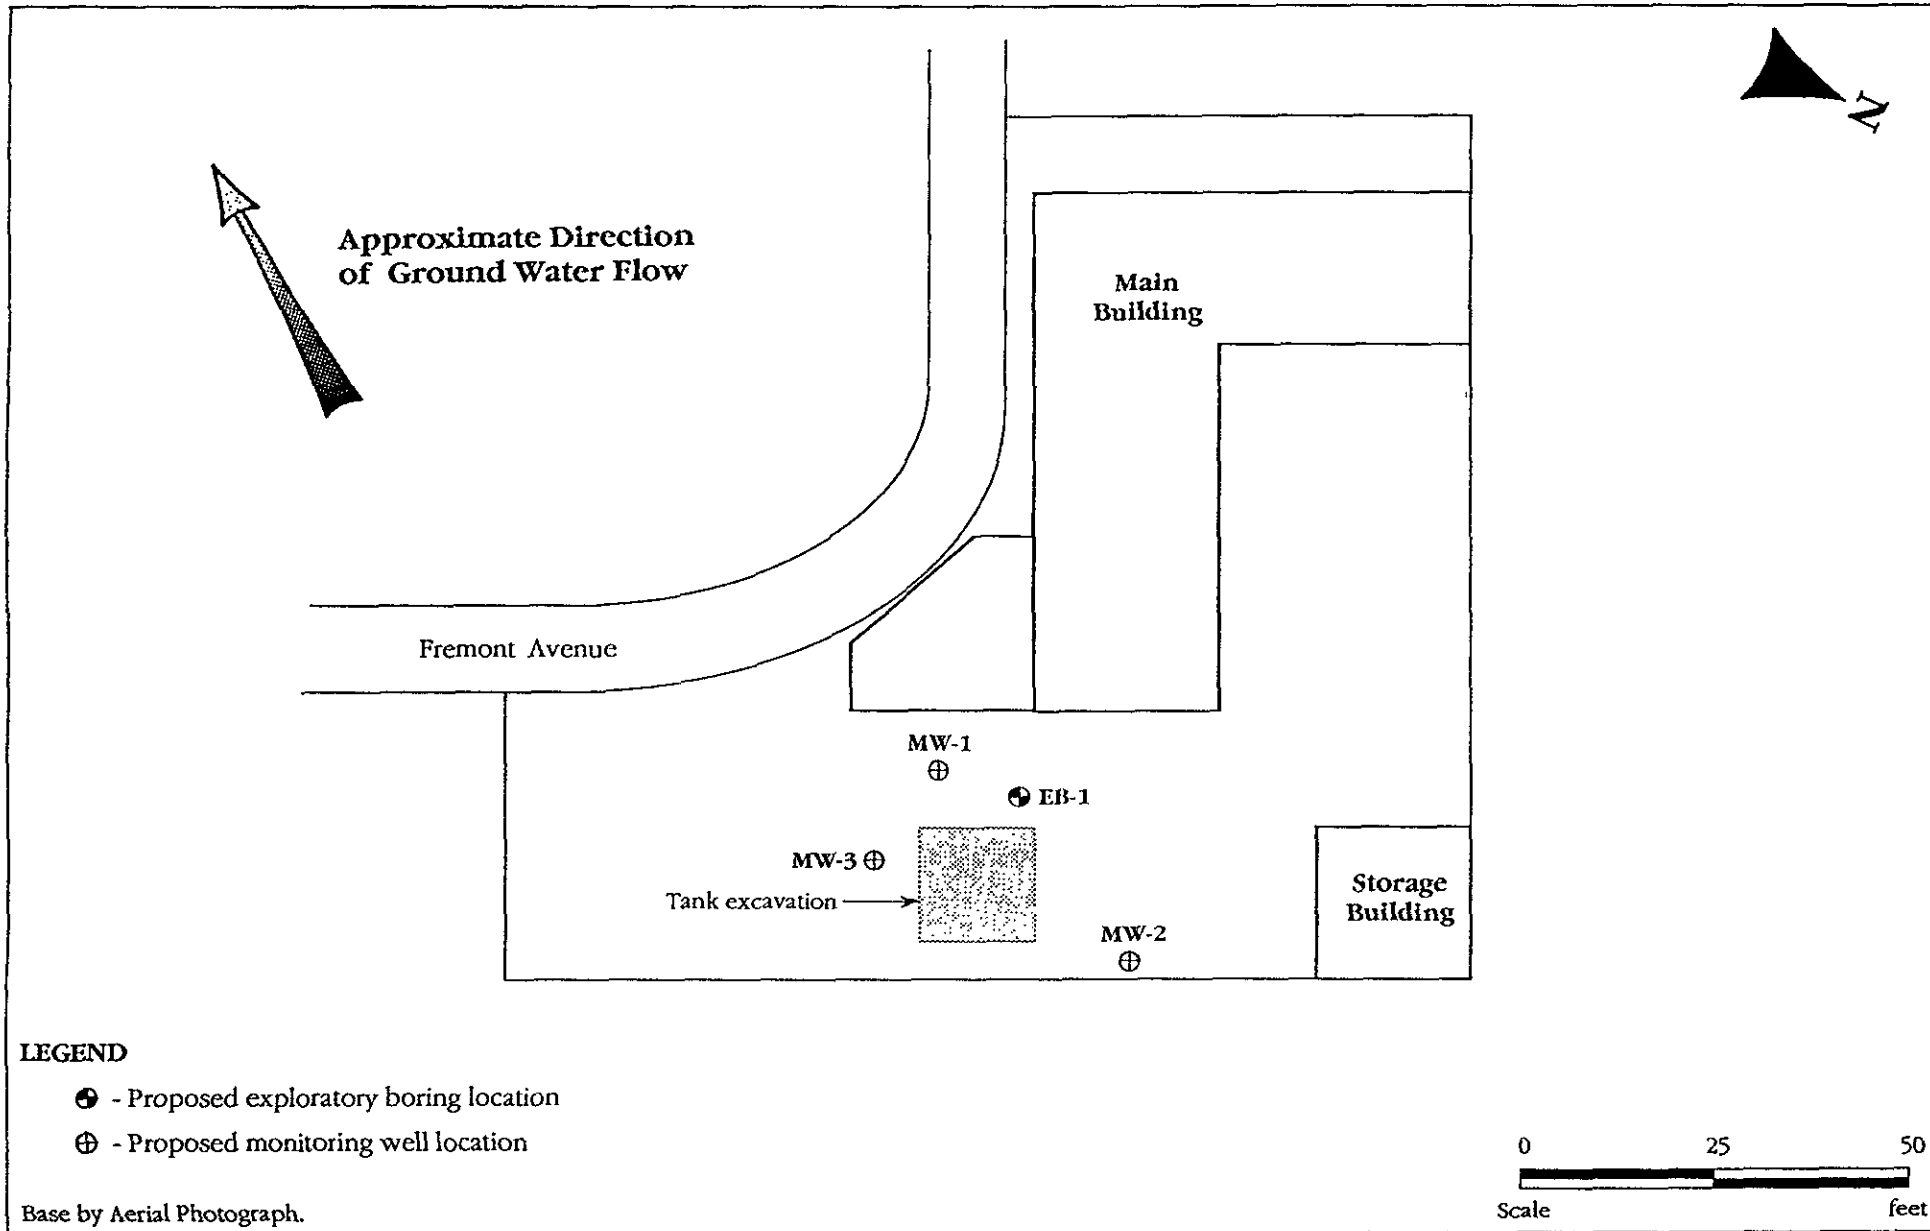 N
Approximate Direction
of Ground Water Flow
Main
Building
Fremont Avenue
MW-1
EB-1
MW-3
Tank excavation
Storage
Building
MW-2
LEGEND
- Proposed exploratory boring location
- Proposed monitoring well location
0 25 50
Scale feet
Base by Aerial Photograph.